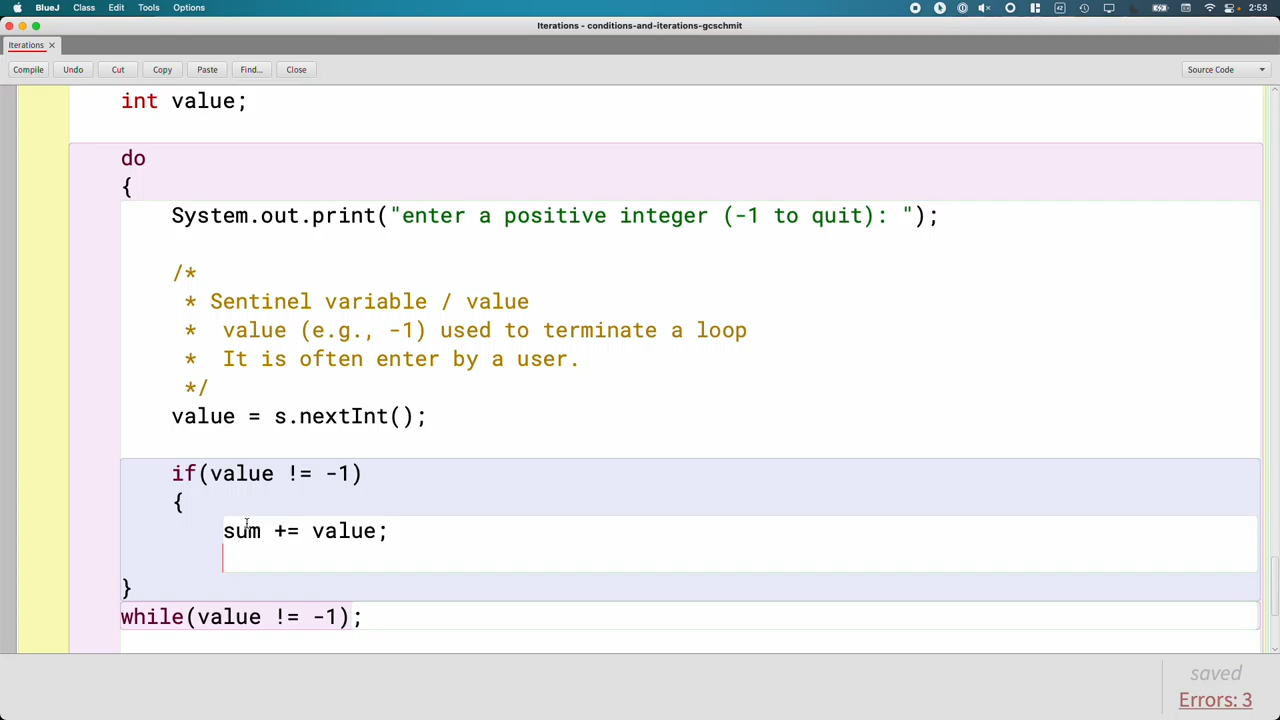 BlueJ Class Edit Tools Options 2:53
Iterations - conditions-and-iterations-gcschmit
Iterations
Compile Undo Cut Copy Paste Find... Close Source Code
int value;
do
{
System.out.print("enter a positive integer (-1 to quit): ");
/*
* Sentinel variable / value
* value (e.g., -1) used to terminate a loop
* It is often enter by a user.
*/
value = s.nextInt();
if(value != -1)
{
sum += value;
}
while(value != -1);
saved
Errors: 3